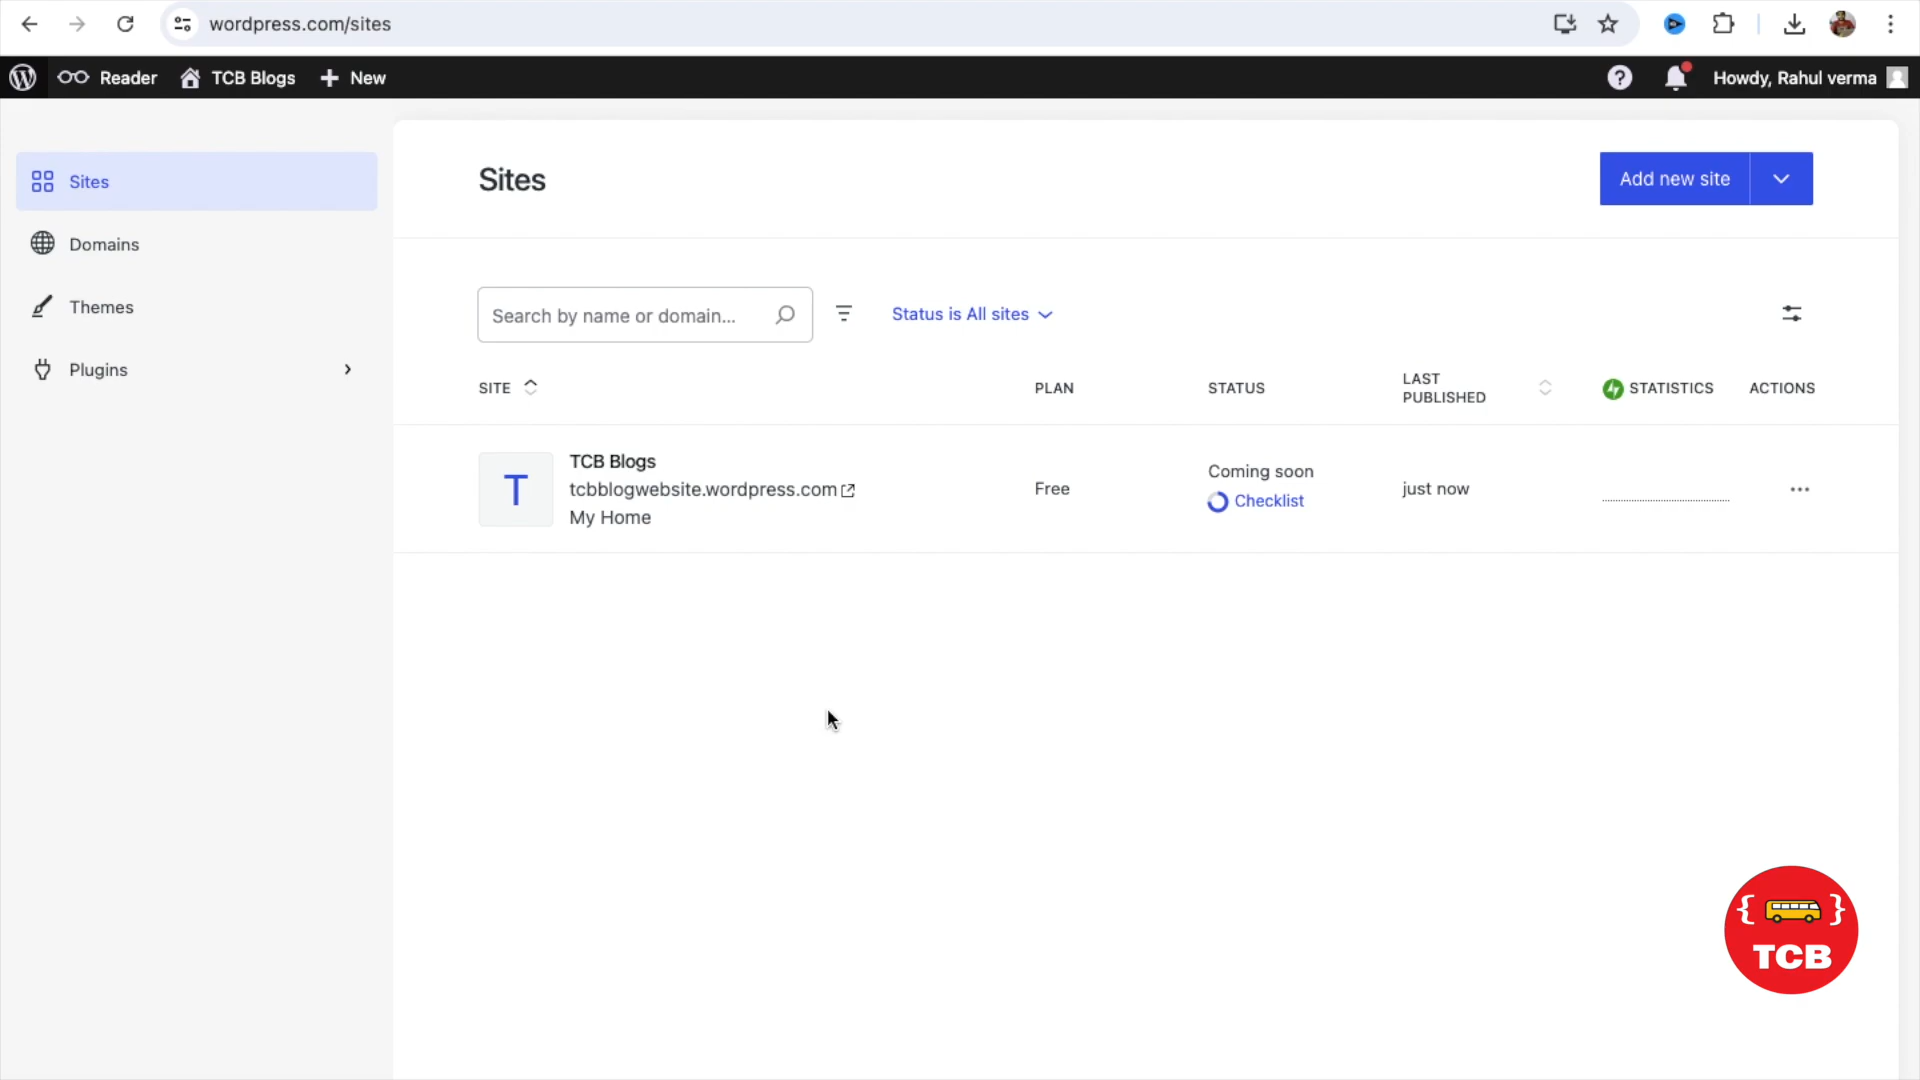 wordpress.com/sites
Reader
TCB Blogs
New
Howdy, Rahul verma
Sites
Domains
Themes
Plugins
Sites
Add new site
Search by name or domain...
Status is All sites
SITE
PLAN
STATUS
LAST
PUBLISHED
STATISTICS
ACTIONS
T
TCB Blogs
tcbblogwebsite.wordpress.com
My Home
Free
Coming soon
Checklist
just now
{ }
TCB